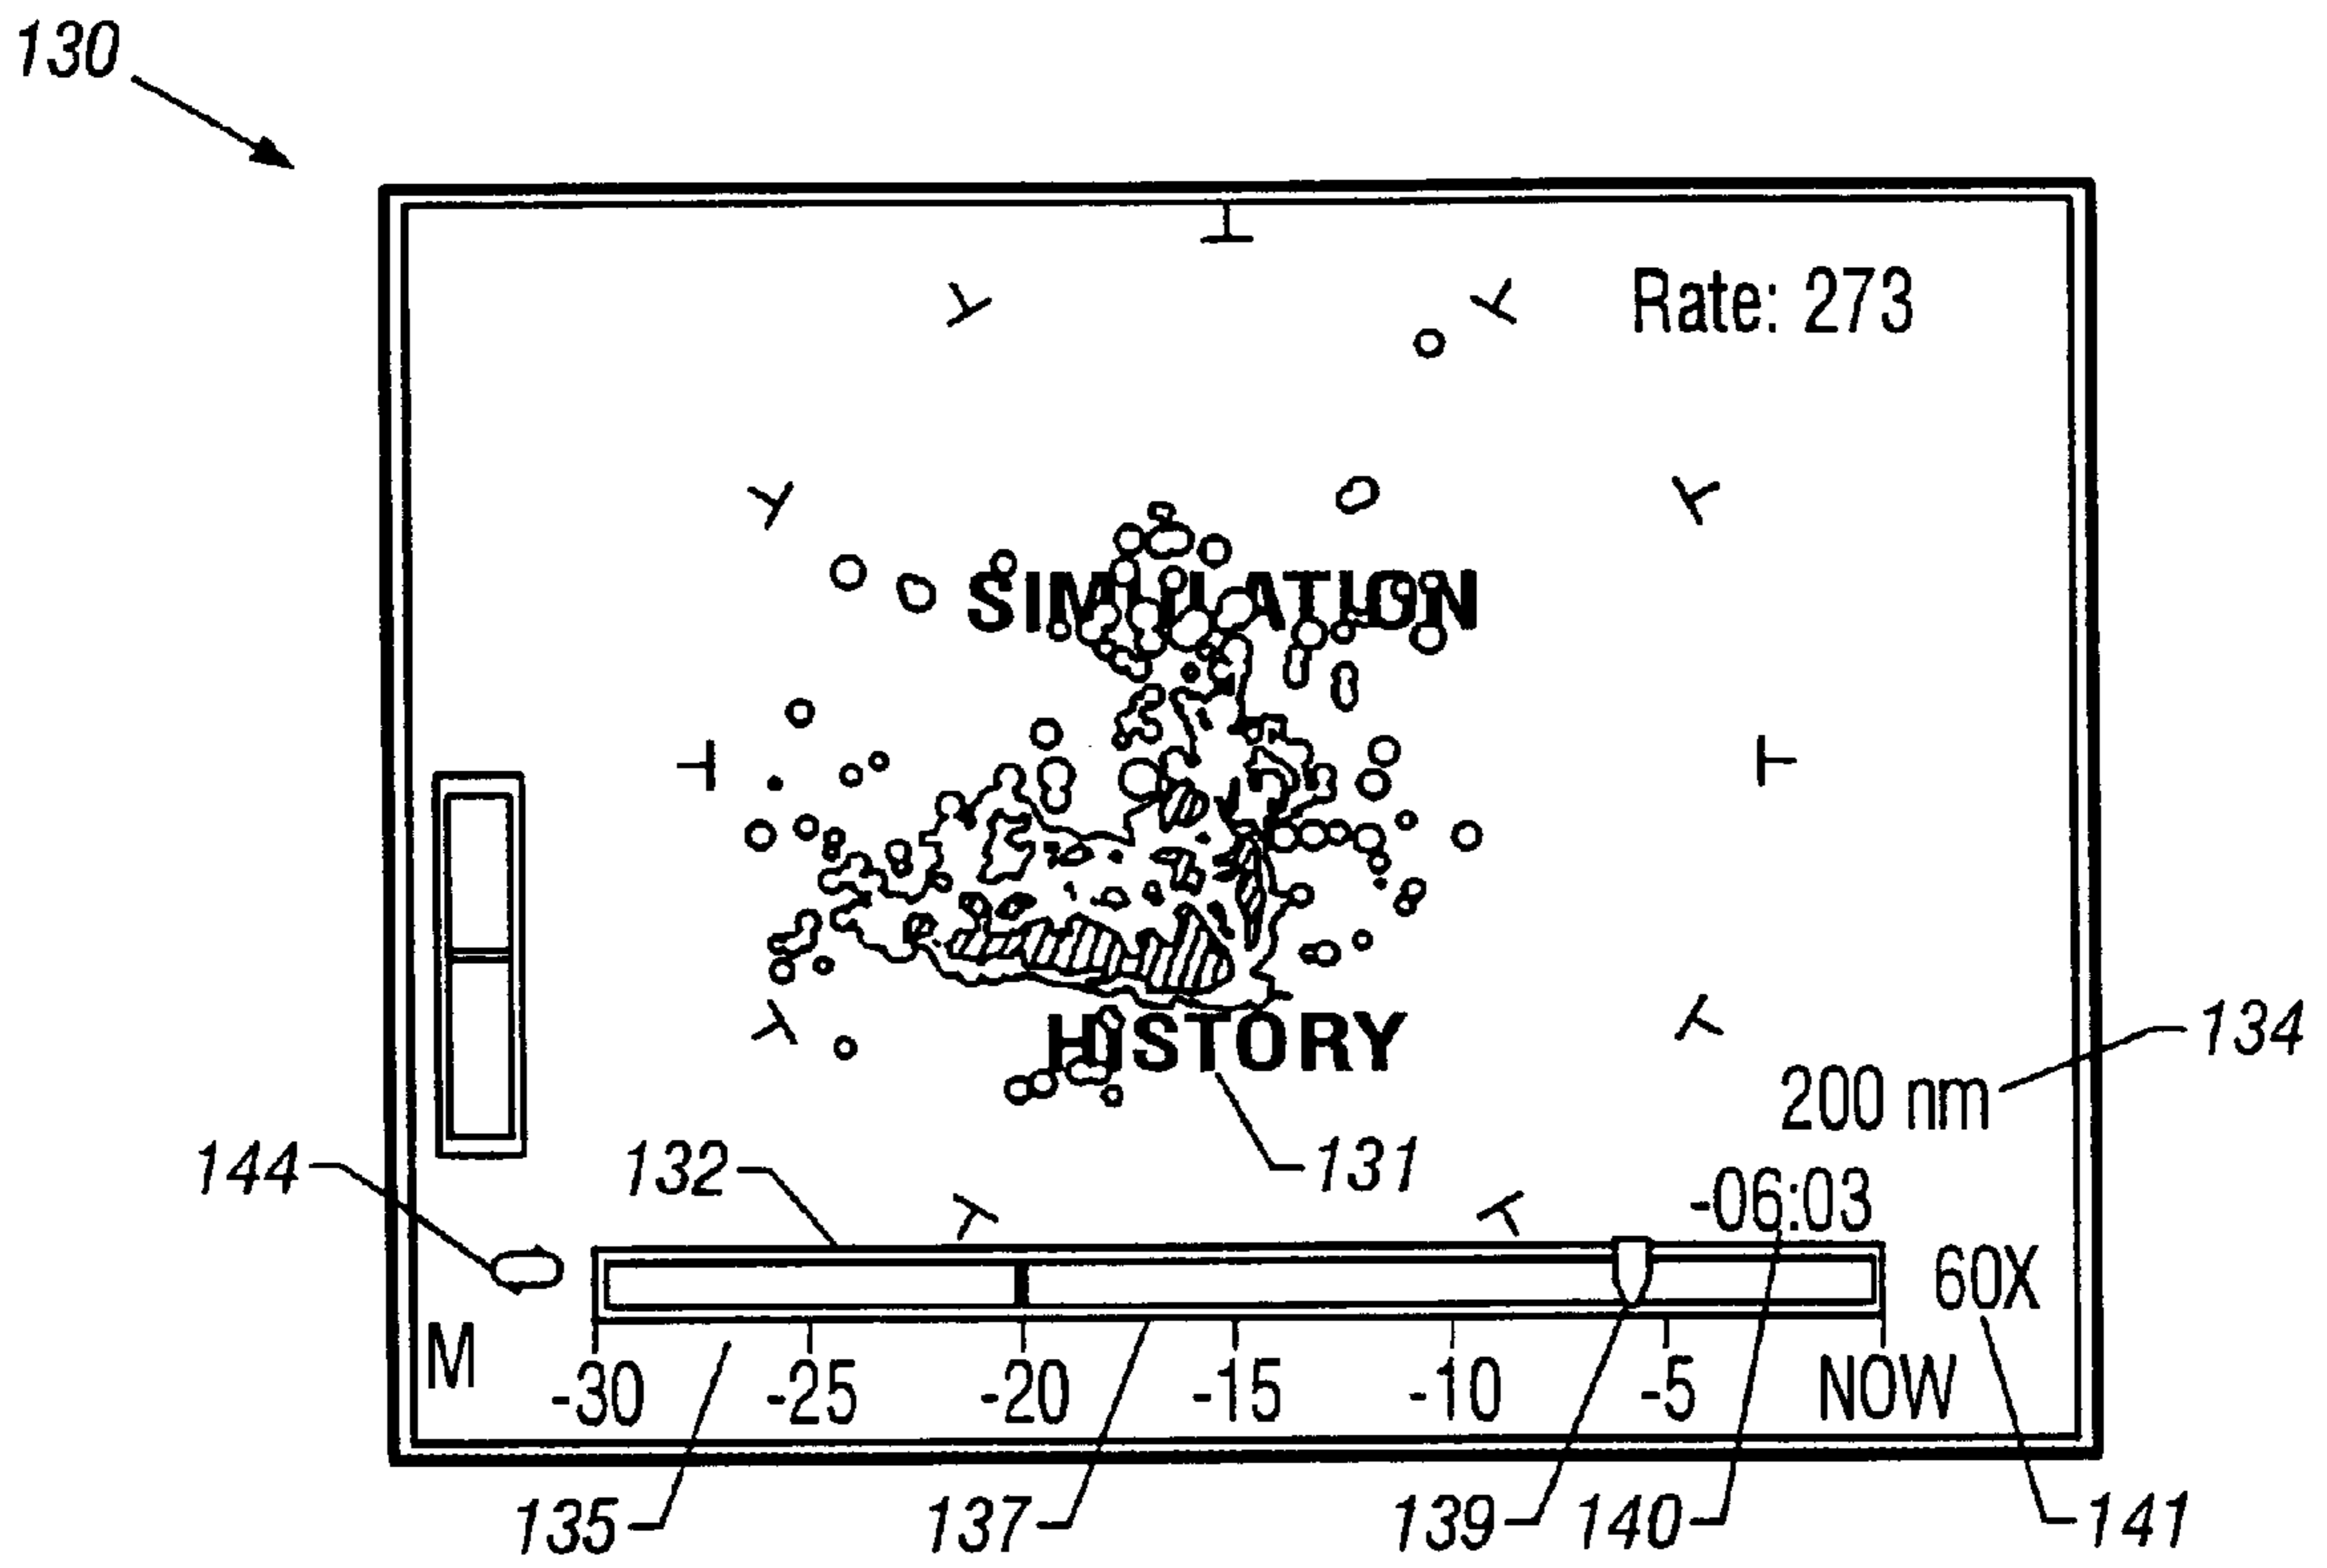 130
Rate: 273
SIMULATION
HISTORY
134
200 nm
144
132
131
-06:03
60X
M
-30 -25 -20 -15 -10 -5 NOW
135 137 139 140 141